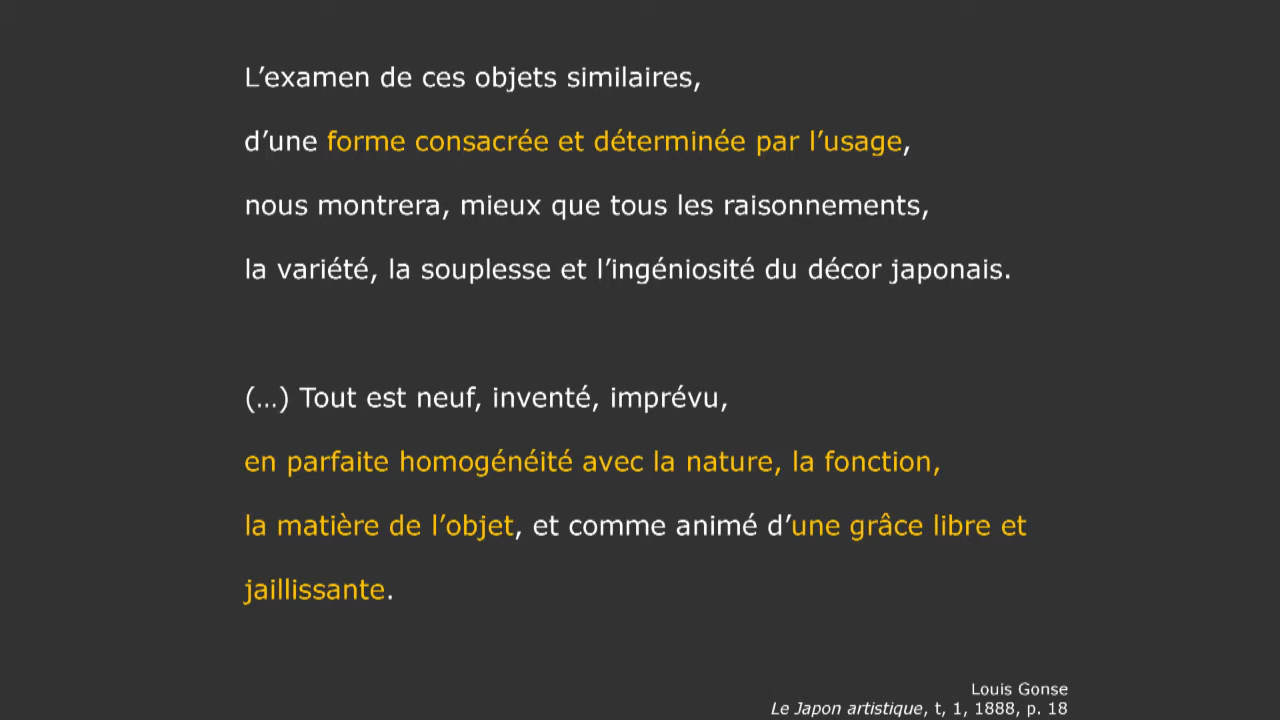 L’examen de ces objets similaires,
d’une forme consacrée et déterminée par l’usage,
nous montrera, mieux que tous les raisonnements,
la variété, la souplesse et l’ingéniosité du décor japonais.
(…) Tout est neuf, inventé, imprévu,
en parfaite homogénéité avec la nature, la fonction,
la matière de l’objet, et comme animé d’une grâce libre et
jaillissante.
Louis Gonse
Le Japon artistique, t, 1, 1888, p. 18